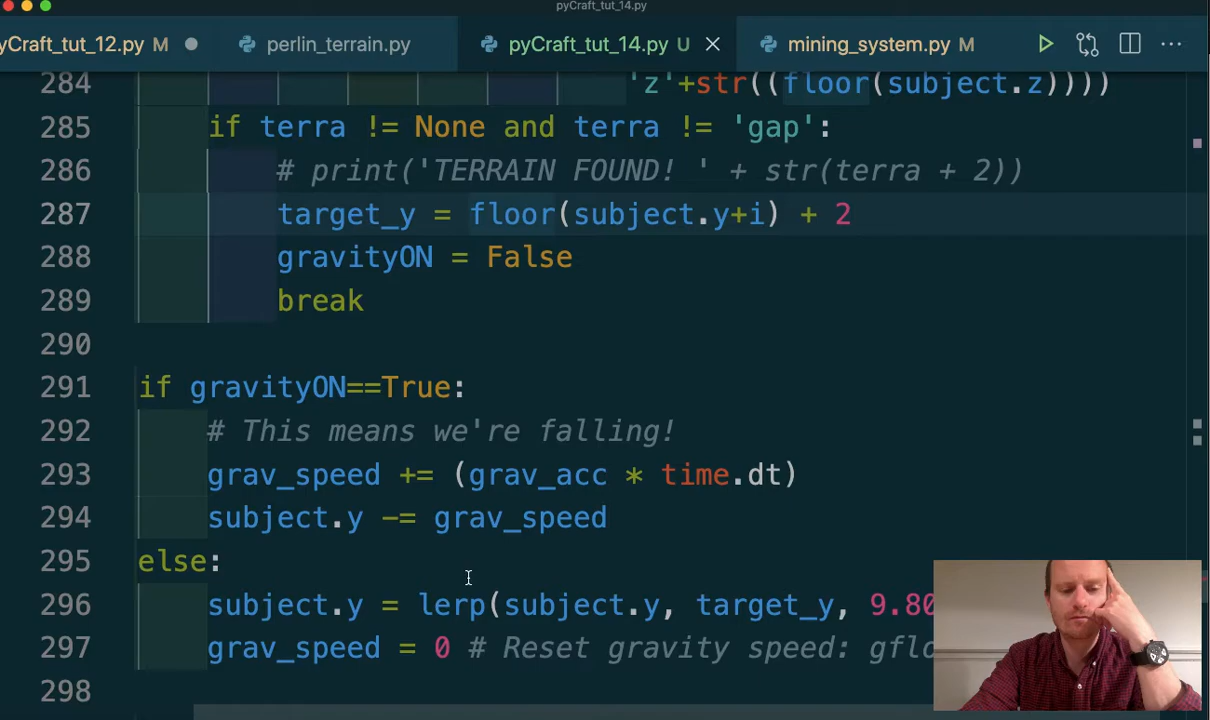 pyCraft_tut_14.py
yCraft_tut_12.py M perlin_terrain.py pyCraft_tut_14.py U mining_system.py M
284 'z'+str((floor(subject.z))))
285 if terra != None and terra != 'gap':
286 # print('TERRAIN FOUND! ' + str(terra + 2))
287 target_y = floor(subject.y+i) + 2
288 gravityON = False
289 break
290
291 if gravityON==True:
292 # This means we're falling!
293 grav_speed += (grav_acc * time.dt)
294 subject.y -= grav_speed
295 else:
296 subject.y = lerp(subject.y, target_y, 9.80
297 grav_speed = 0 # Reset gravity speed: gflo
298